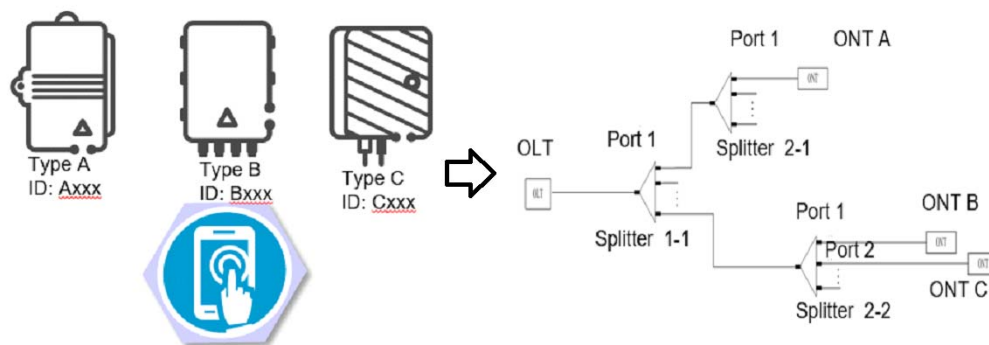 Type A
ID: Axxx
Type B
ID: Bxxx
Type C
ID: Cxxx
OLT
OLT
Port 1
Splitter 1-1
Port 1
ONT A
ONT
Splitter 2-1
Port 1
ONT B
ONT
Port 2
ONT
ONT C
Splitter 2-2